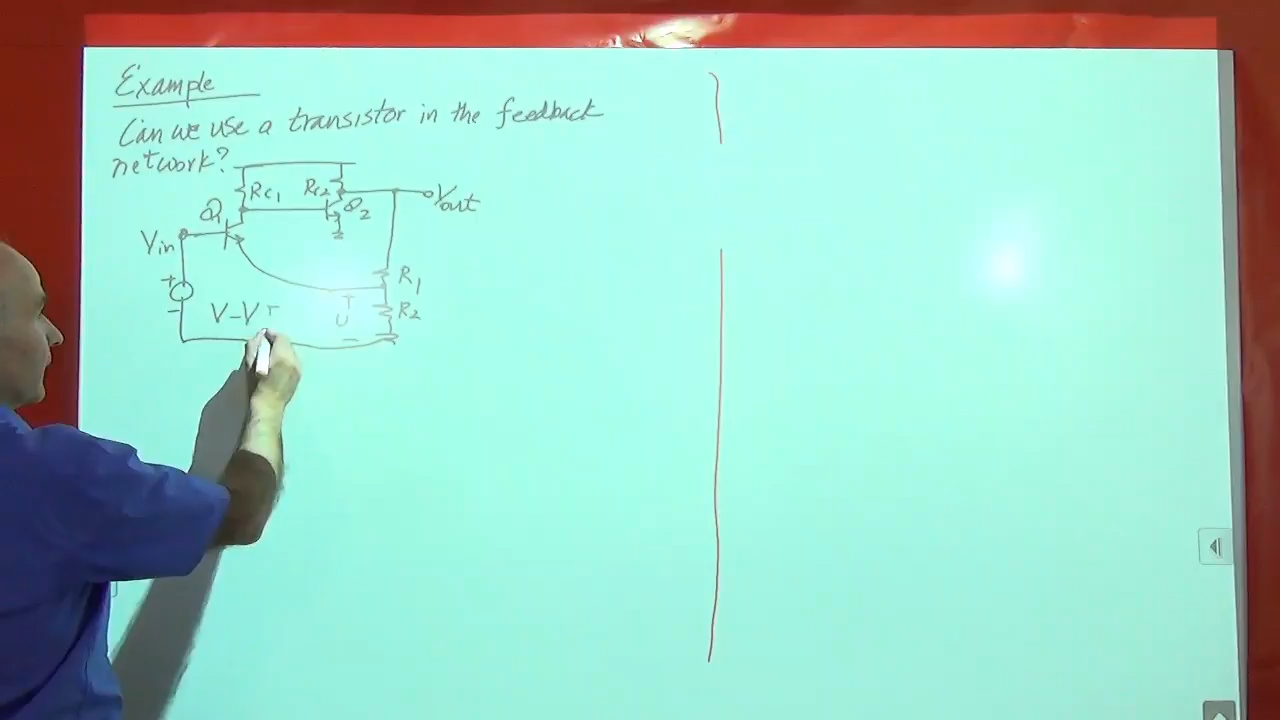 Example
Can we use a transistor in the feedback
network?
RC1 RC2
Q1 Q2 Vout
Vin
+
R1
- V-V + R2
U
-